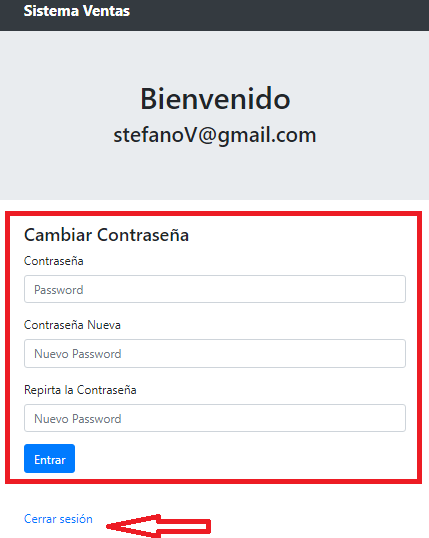 Sistema Ventas
Bienvenido
stefanoV@gmail.com
Cambiar Contraseña
Contraseña
Password
Contraseña Nueva
Nuevo Password
Repirta la Contraseña
Nuevo Password
Entrar
Cerrar sesión